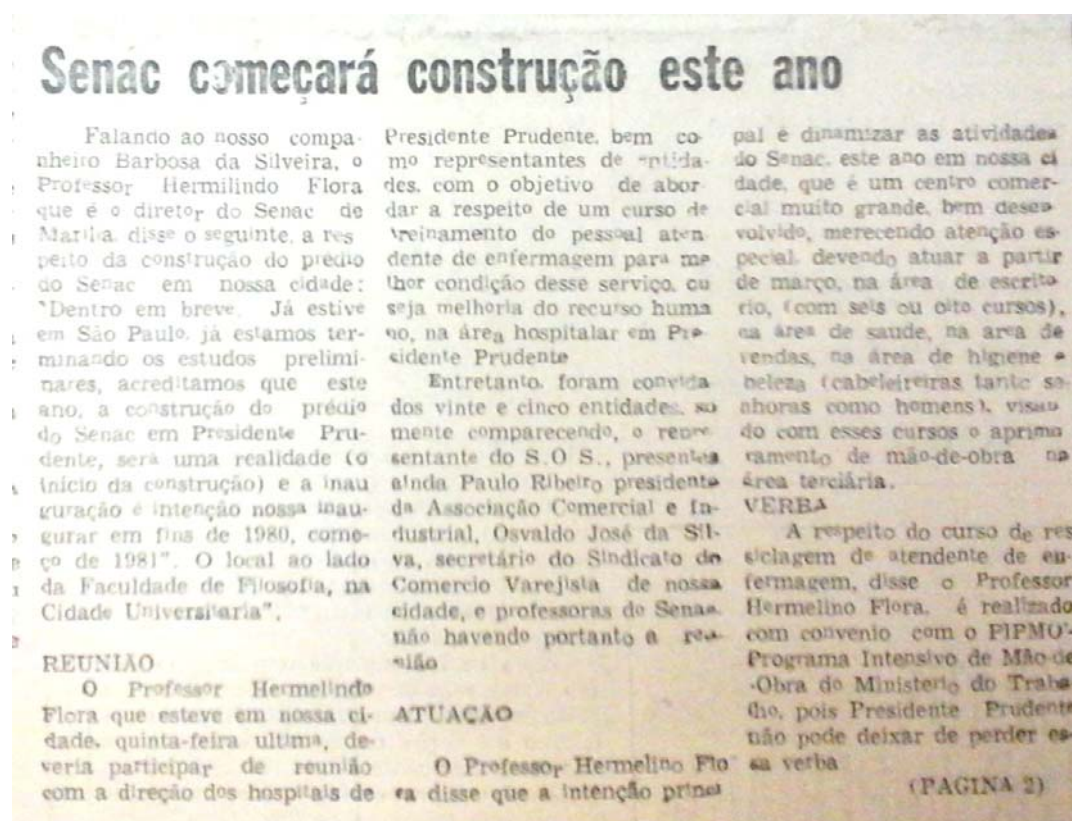 Senac começará construção este ano
Falando ao nosso compa-
nheiro Barbosa da Silveira, o
Professor Hermilindo Flora
que é o diretor do Senac de
Marilia, disse o seguinte, a res
peito da construção do prédio
do Senac em nossa cidade:
"Dentro em breve. Já estive
em São Paulo, já estamos ter-
minando os estudos prelimi-
nares, acreditamos que este
ano, a construção do prédio
do Senac em Presidente Pru-
dente, será uma realidade (o
início da construção) e a inau
guração é intenção nossa inau-
gurar em fins de 1980, come-
ço de 1981". O local ao lado
da Faculdade de Filosofia, na
Cidade Universitaria".
REUNIÃO
O Professor Hermelindo
Flora que esteve em nossa ci-
dade, quinta-feira ultima, de-
veria participar de reunião
com a direção dos hospitais de
Presidente Prudente, bem co-
mo representantes de entida-
des, com o objetivo de abor
dar a respeito de um curso de
treinamento do pessoal aten
dente de enfermagem para me
lhor condição desse serviço, ou
seja melhoria do recurso huma
no, na área hospitalar em Pre
sidente Prudente
Entretanto, foram convida
dos vinte e cinco entidades, so
mente comparecendo, o repre
sentante do S.O S., presentes
ainda Paulo Ribeiro presidente
da Associação Comercial e In-
dustrial, Osvaldo José da Sil-
va, secretário do Sindicato do
Comercio Varejista de nossa
cidade, e professoras do Senac,
não havendo portanto a reu-
nião
ATUAÇÃO
O Professor Hermelino Flo
ra disse que a intenção princi
pal é dinamizar as atividades
do Senac, este ano em nossa ci
dade, que é um centro comer-
cial muito grande, bem desen
volvido, merecendo atenção es-
pecial, devendo atuar a partir
de março, na área de escrito
rio, (com seis ou oito cursos),
na área de saude, na area de
vendas, na área de higiene e
beleza (cabeleireiras tanto se
nhoras como homens), visan
do com esses cursos o aprimo
ramento de mão-de-obra na
área terciária.
VERBA
A respeito do curso de res
siclagem de atendente de en
fermagem, disse o Professor
Hermelino Flora, é realizado
com convenio com o PIPMO'-
Programa Intensivo de Mão-de
-Obra do Ministerio do Traba
lho, pois Presidente Prudente
não pode deixar de perder es-
sa verba
(PAGINA 2)